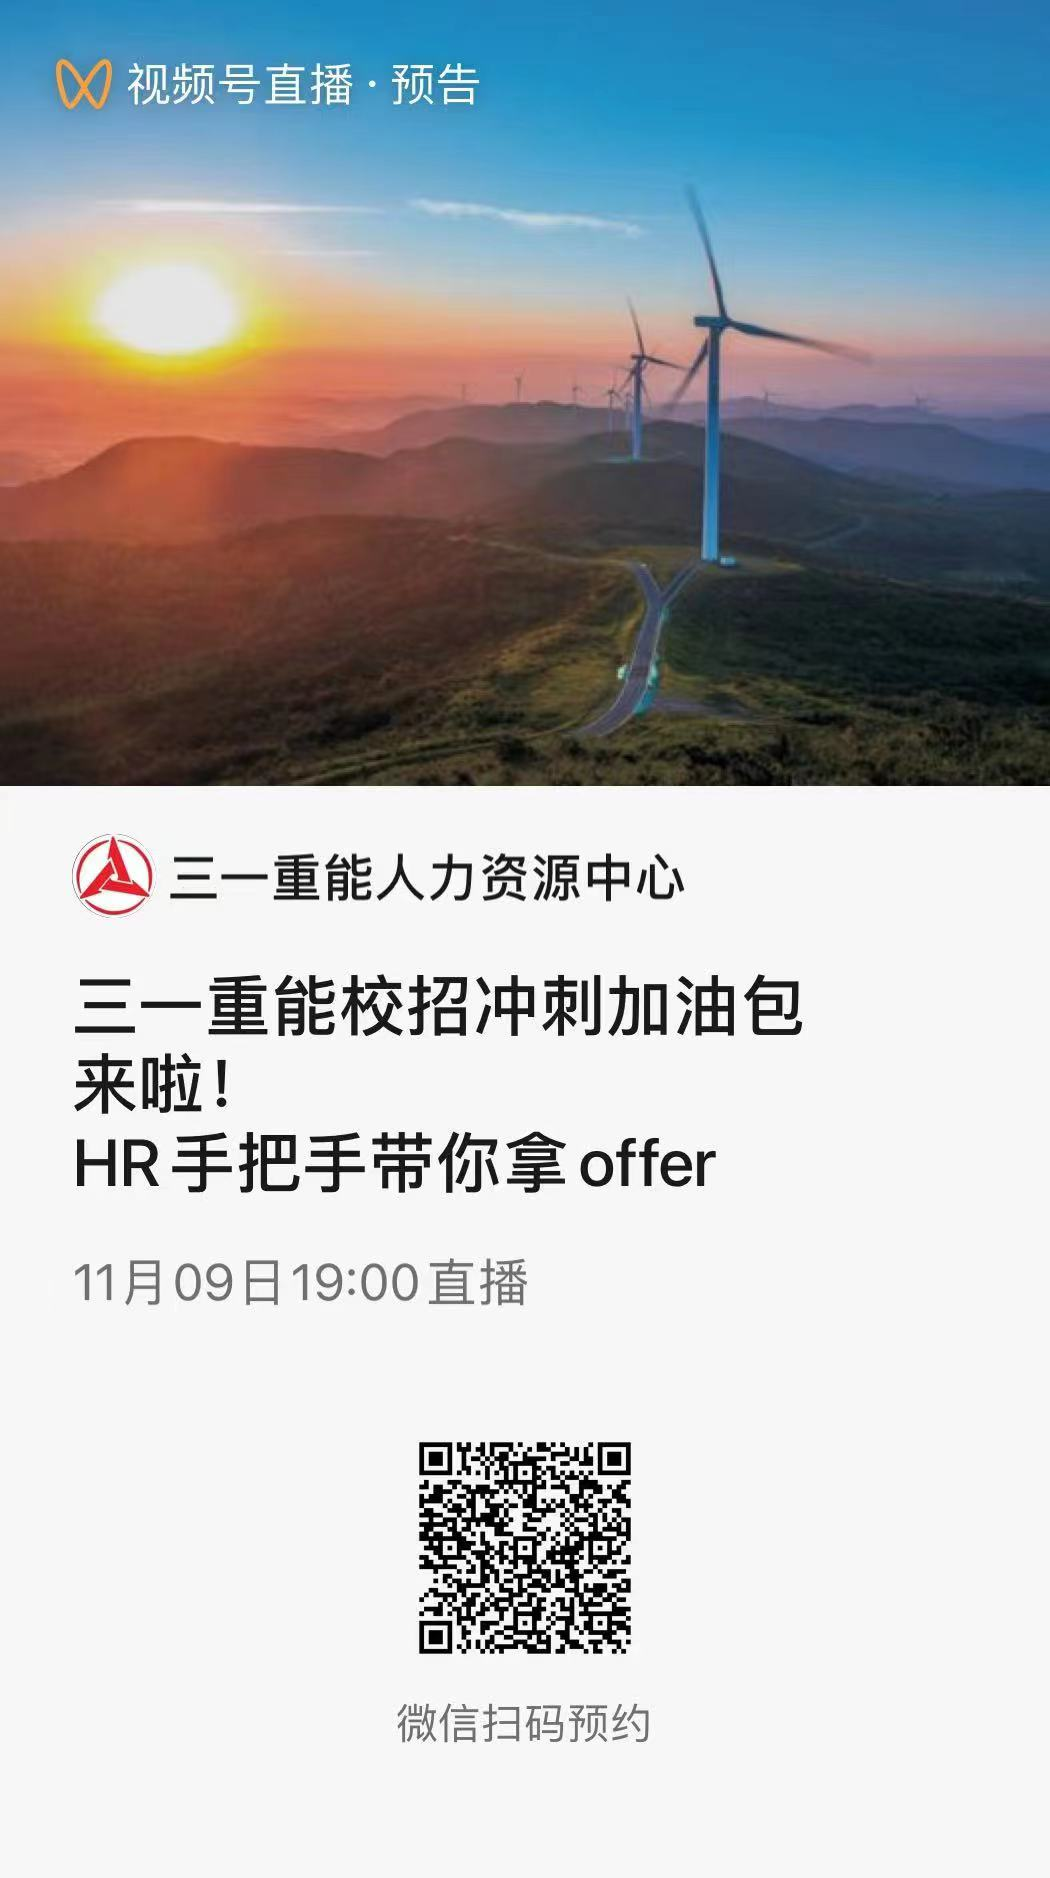 视频号直播 · 预告
三一重能人力资源中心
三一重能校招冲刺加油包
来啦！
HR手把手带你拿offer
11月09日19:00直播
微信扫码预约